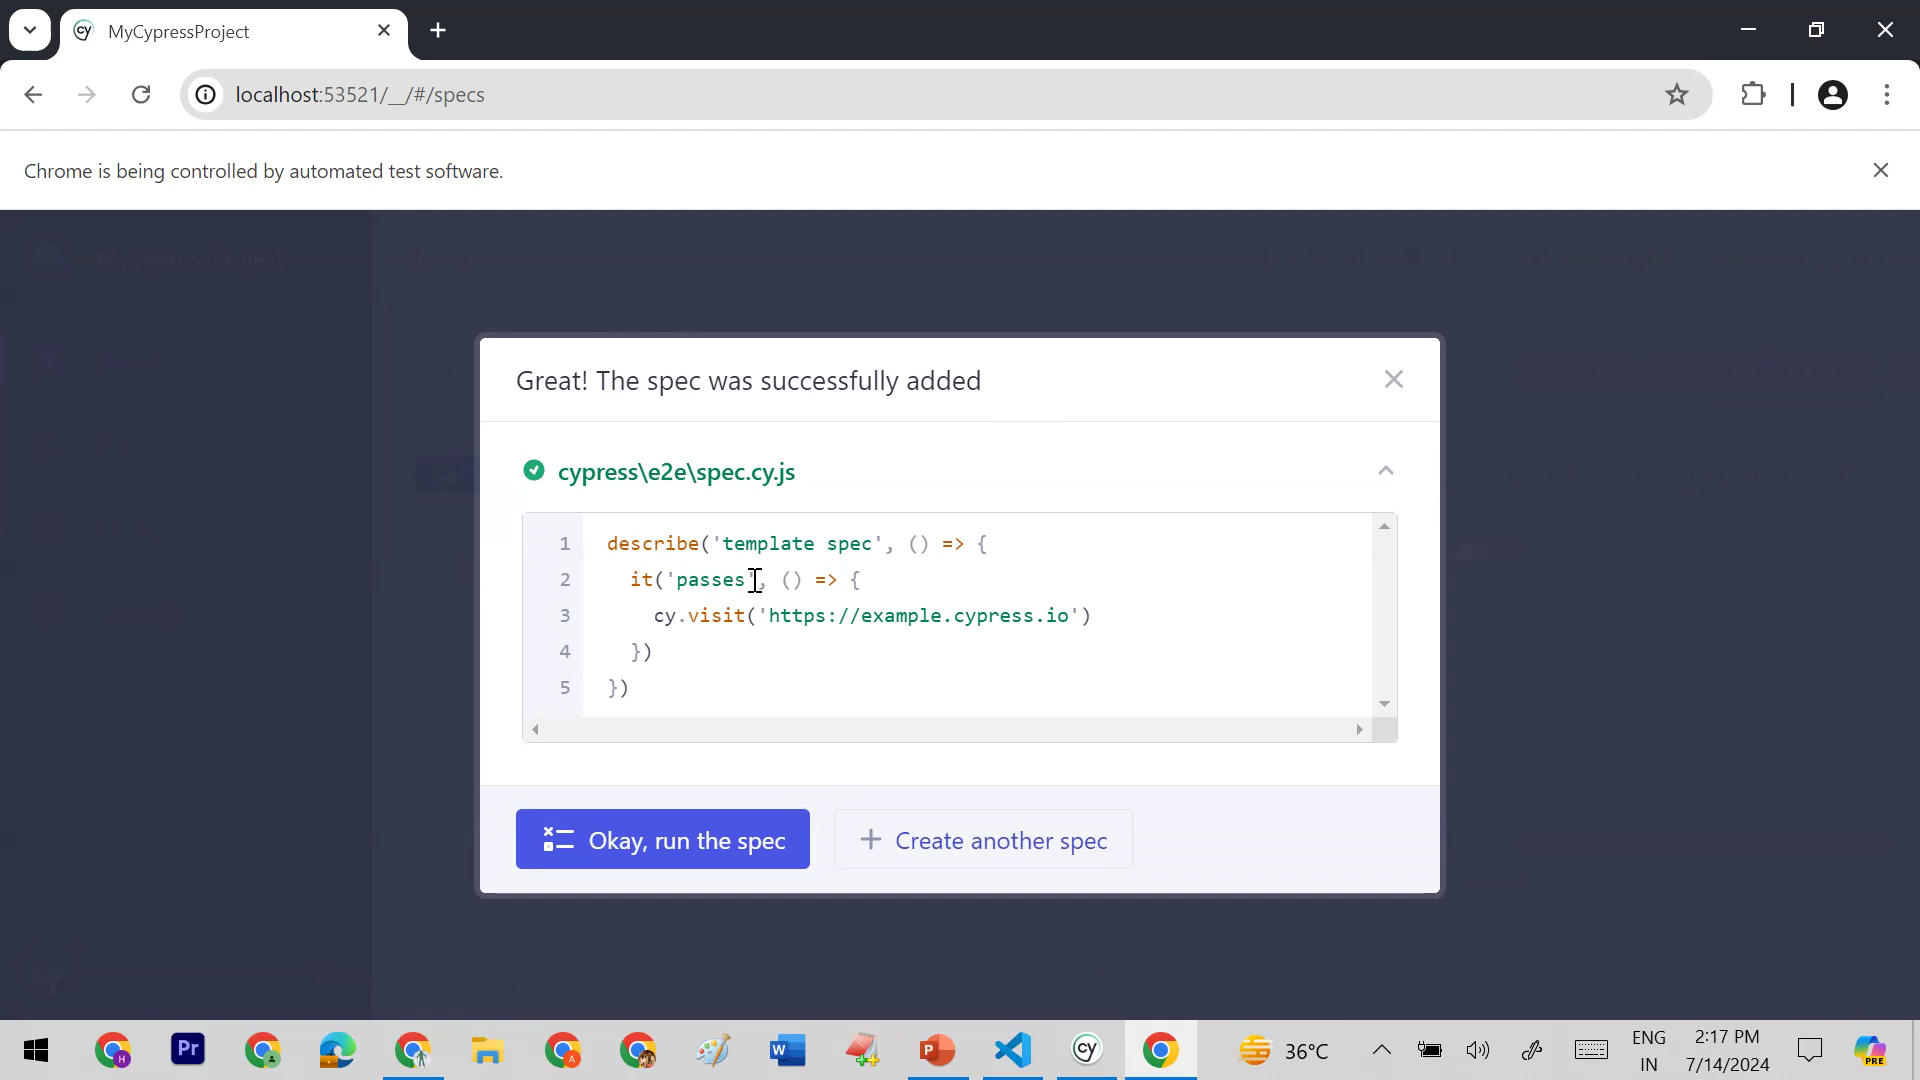 MyCypressProject
localhost:53521/__/#/specs
Chrome is being controlled by automated test software.
Great! The spec was successfully added
cypress\e2e\spec.cy.js
1 describe('template spec', () => {
2 it('passes', () => {
3 cy.visit('https://example.cypress.io')
4 })
5 })
Okay, run the spec
Create another spec
36°C
ENG
IN
2:17 PM
7/14/2024